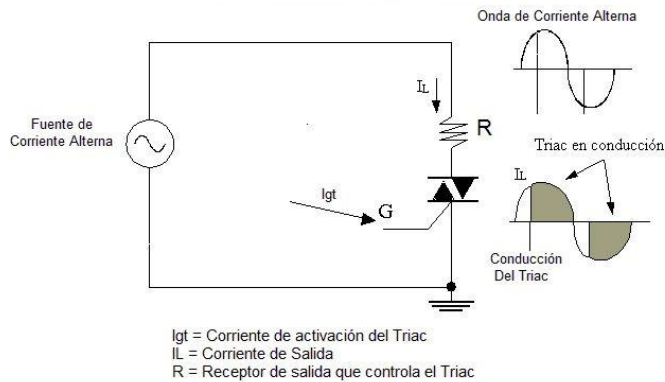 Onda de Corriente Alterna
IL
Fuente de
Corriente Alterna
R
Triac en conducción
Igt
G
IL
Conducción
Del Triac
Igt = Corriente de activación del Triac
IL = Corriente de Salida
R = Receptor de salida que controla el Triac